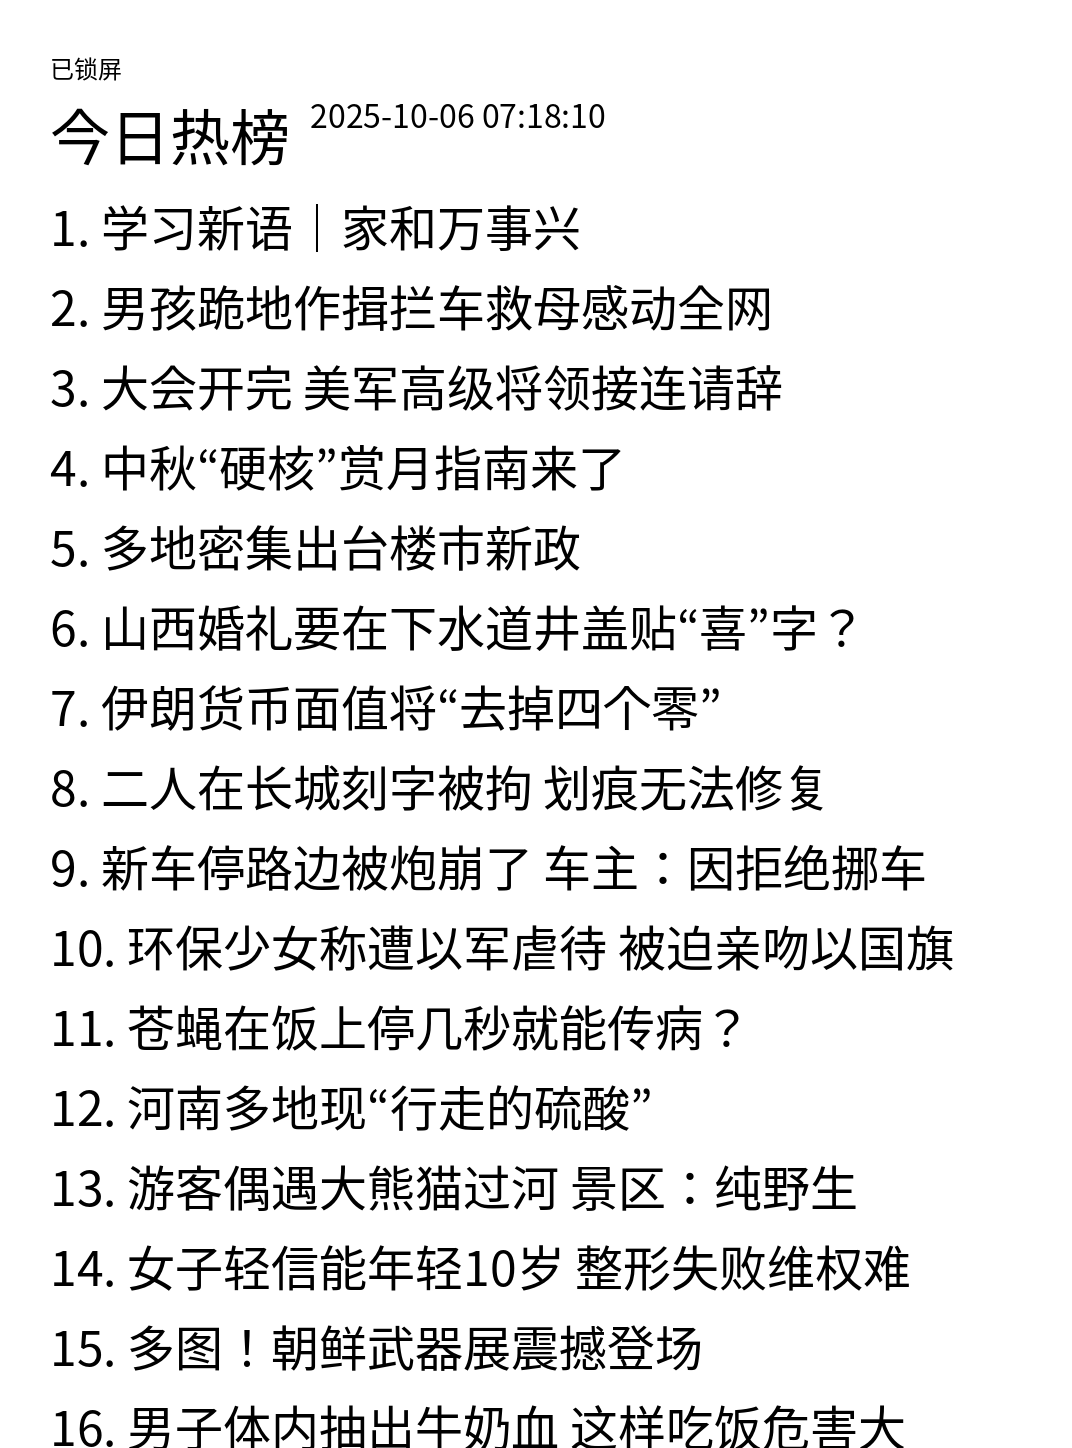 已锁屏
今日热榜 2025-10-06 07:18:10
1. 学习新语｜家和万事兴
2. 男孩跪地作揖拦车救母感动全网
3. 大会开完 美军高级将领接连请辞
4. 中秋“硬核”赏月指南来了
5. 多地密集出台楼市新政
6. 山西婚礼要在下水道井盖贴“喜”字？
7. 伊朗货币面值将“去掉四个零”
8. 二人在长城刻字被拘 划痕无法修复
9. 新车停路边被炮崩了 车主：因拒绝挪车
10. 环保少女称遭以军虐待 被迫亲吻以国旗
11. 苍蝇在饭上停几秒就能传病？
12. 河南多地现“行走的硫酸”
13. 游客偶遇大熊猫过河 景区：纯野生
14. 女子轻信能年轻10岁 整形失败维权难
15. 多图！朝鲜武器展震撼登场
16. 男子体内抽出牛奶血 这样吃饭危害大